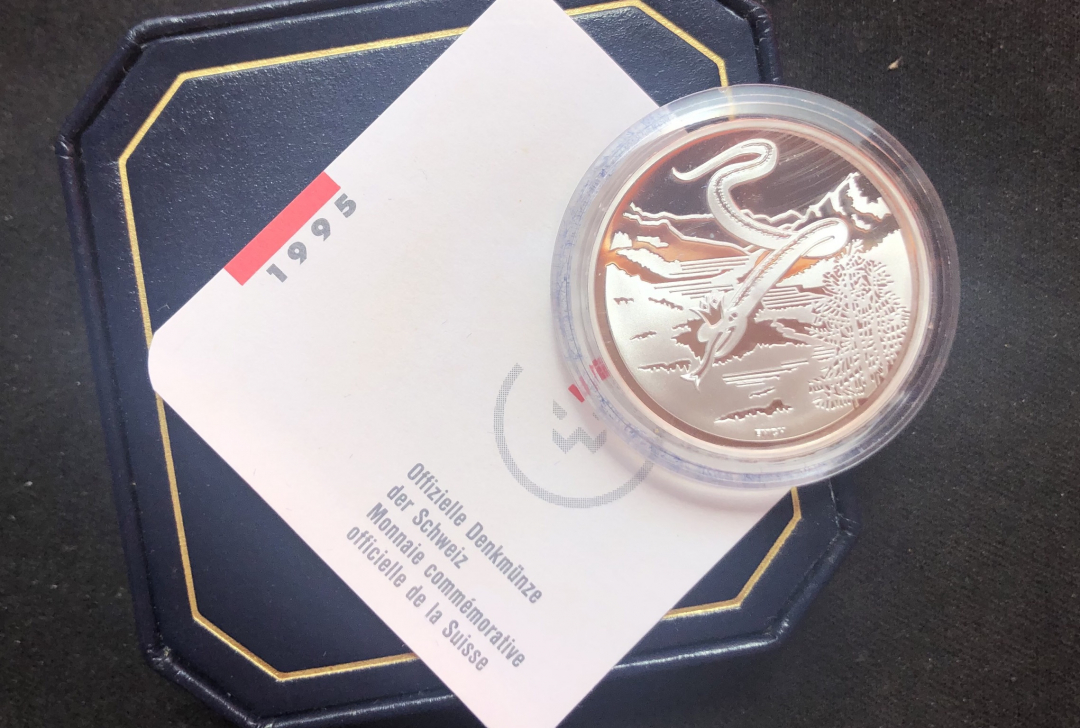 1995
Offizielle Denkmünze
der Schweiz
Monnaie commémorative
officielle de la Suisse